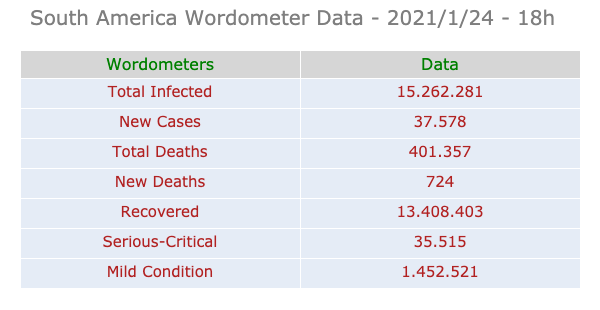 South America Wordometer Data - 2021/1/24 - 18h
Wordometers Data
Total Infected 15.262.281
New Cases 37.578
Total Deaths 401.357
New Deaths 724
Recovered 13.408.403
Serious-Critical 35.515
Mild Condition 1.452.521